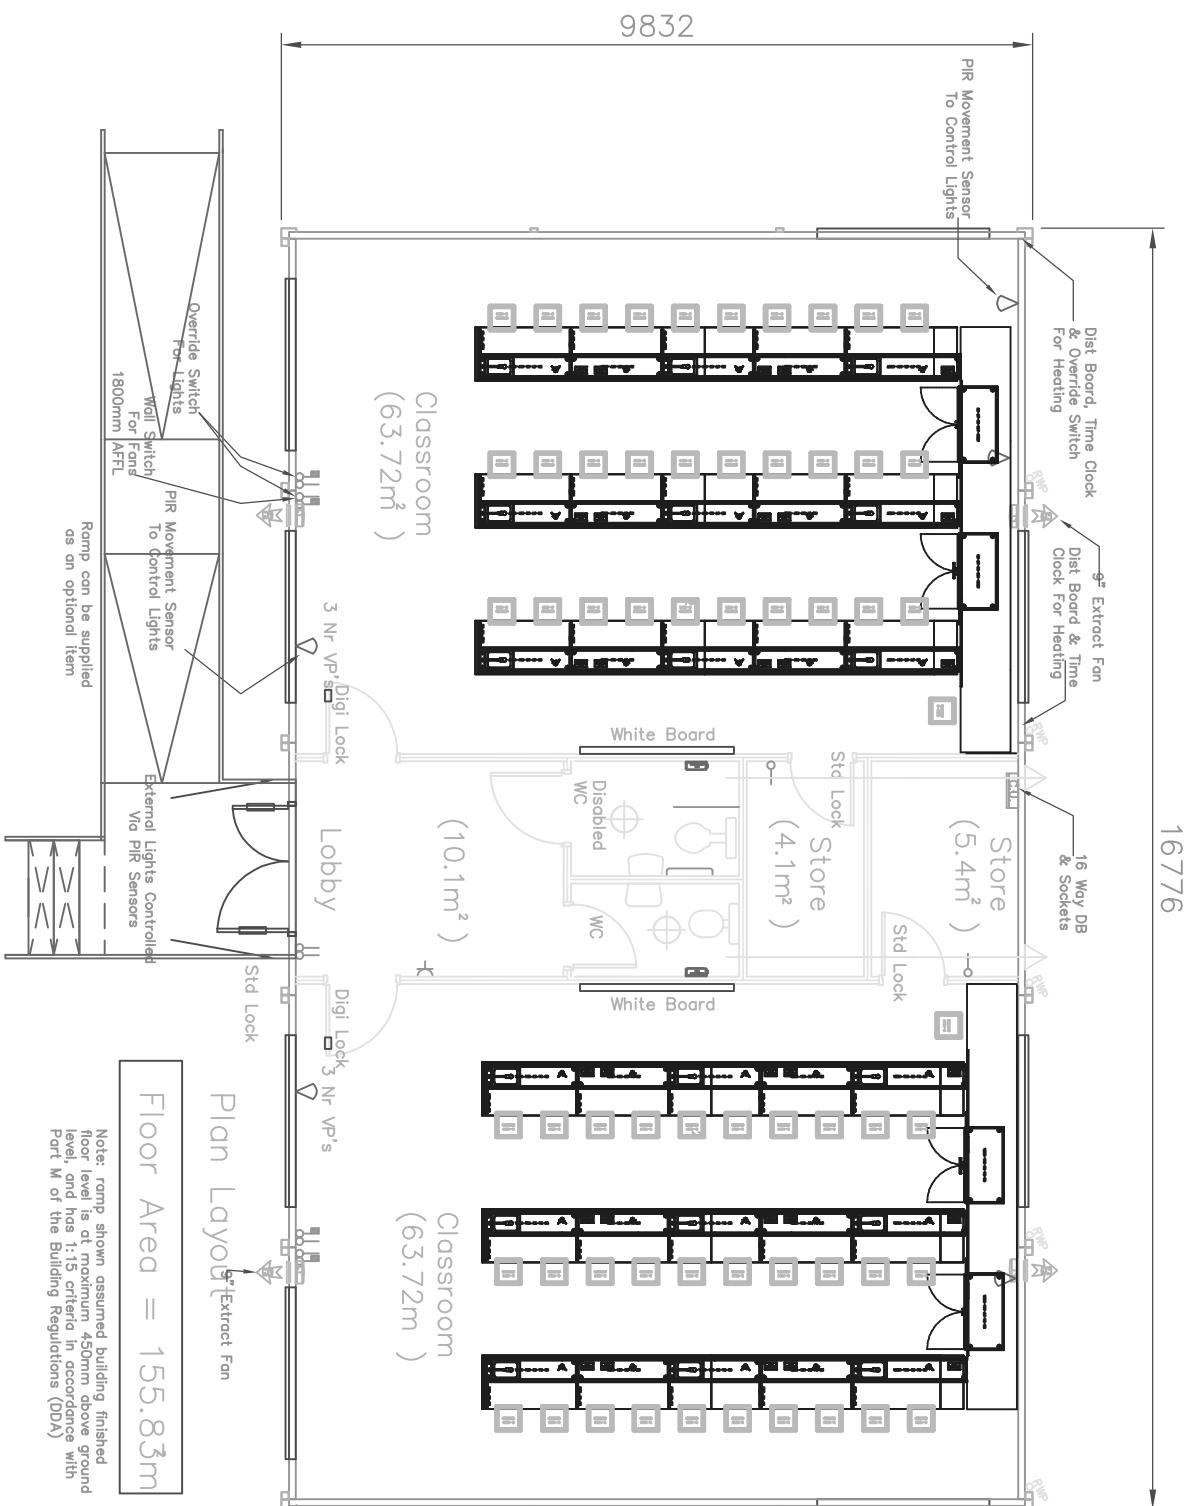 9832
16776
PIR Movement Sensor
To Control Lights
Dist Board, Time Clock
& Override Switch
For Heating
RWP
9" Extract Fan
Dist Board & Time
Clock For Heating
RWP
16 Way DB
& Sockets
RWP
RWP
RWP
Classroom
(63.72m² )
White Board
Std Lock
Store
(5.4m² )
Store
(4.1m² )
Disabled
WC
WC
Std Lock
White Board
(10.1m² )
Lobby
3 Nr VP's
Digi Lock
Digi Lock
3 Nr VP's
Std Lock
Classroom
(63.72m )
Override Switch
For Lights
Wall Switch
For Fans
1800mm AFFL
PIR Movement Sensor
To Control Lights
Ramp can be supplied
as an optional item
External Lights Controlled
Via PIR Sensors
9" Extract Fan
Plan Layout
Floor Area = 155.83m²
Note: ramp shown assumed building finished
floor level is at maximum 450mm above ground
level, and has 1:15 criteria in accordance with
Part M of the Building Regulations (DDA)